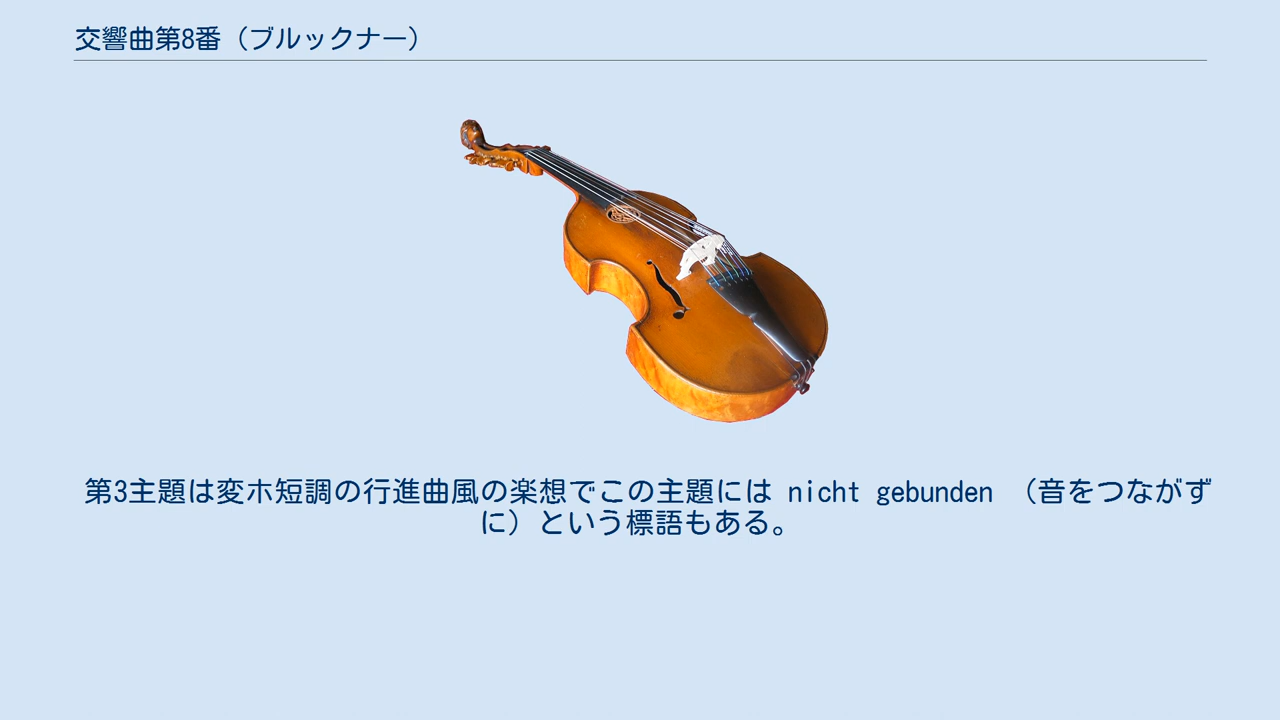 交響曲第8番（ブルックナー）
第3主題は変ホ短調の行進曲風の楽想でこの主題には nicht gebunden （音をつながず
に）という標語もある。